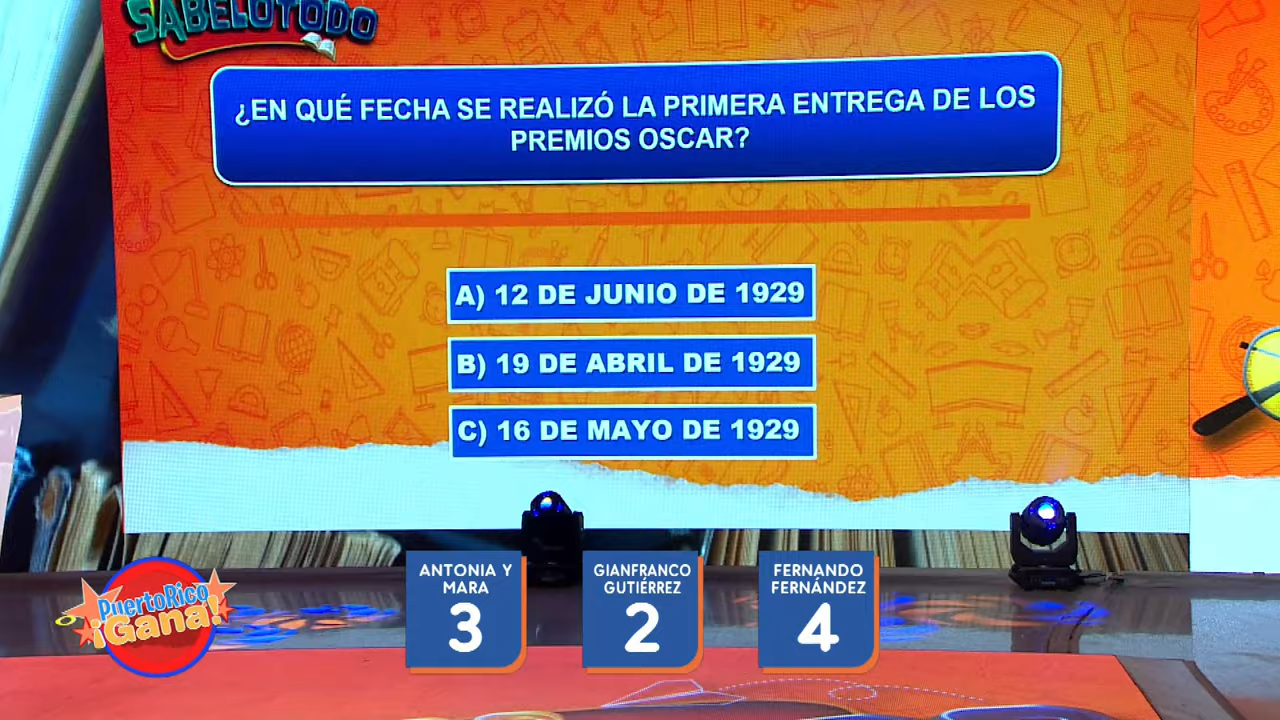 SABELOTODO
¿EN QUÉ FECHA SE REALIZÓ LA PRIMERA ENTREGA DE LOS
PREMIOS OSCAR?
A) 12 DE JUNIO DE 1929
B) 19 DE ABRIL DE 1929
C) 16 DE MAYO DE 1929
PuertoRico
¡Gana!
ANTONIA Y
MARA
3
GIANFRANCO
GUTIÉRREZ
2
FERNANDO
FERNÁNDEZ
4